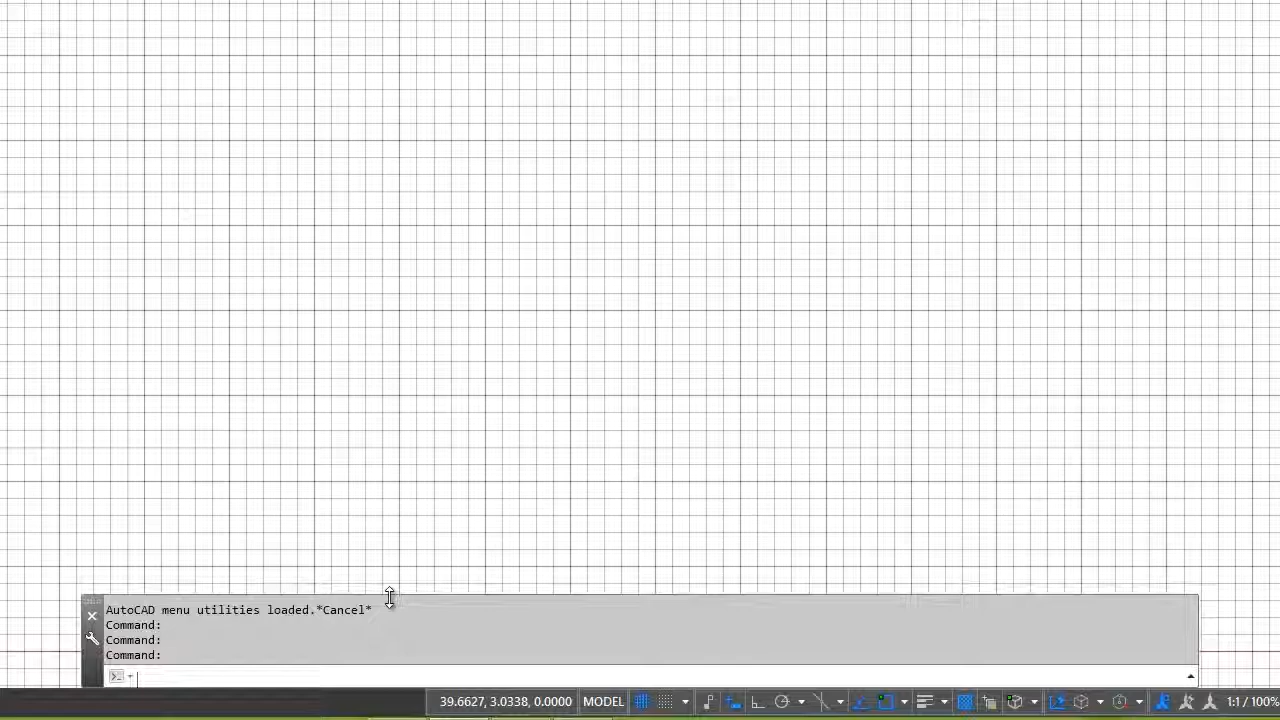 AutoCAD menu utilities loaded.*Cancel*
Command:
Command:
Command:
39.6627, 3.0338, 0.0000 MODEL 1:1 / 100%